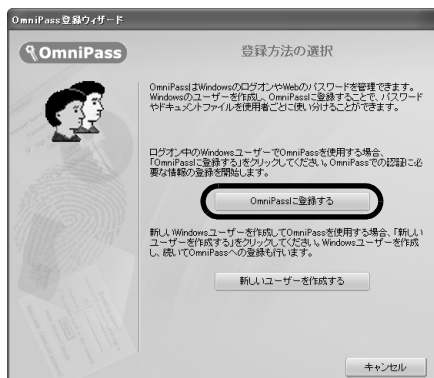 OmniPass登録ウィザード
OmniPass
登録方法の選択
OmniPassはWindowsのログオンやWebのパスワードを管理できます。
Windowsのユーザーを作成し、OmniPassに登録することで、パスワード
やドキュメントファイルを使用者ごとに使い分けることができます。
ログオン中のWindowsユーザーでOmniPassを使用する場合、
「OmniPassに登録する」をクリックしてください。OmniPassでの認証に必
要な情報の登録を開始します。
OmniPassに登録する
新しいWindowsユーザーを作成してOmniPassを使用する場合、「新しい
ユーザーを作成する」をクリックしてください。Windowsユーザーを作成
し、続いてOmniPassへの登録も行います。
新しいユーザーを作成する
キャンセル